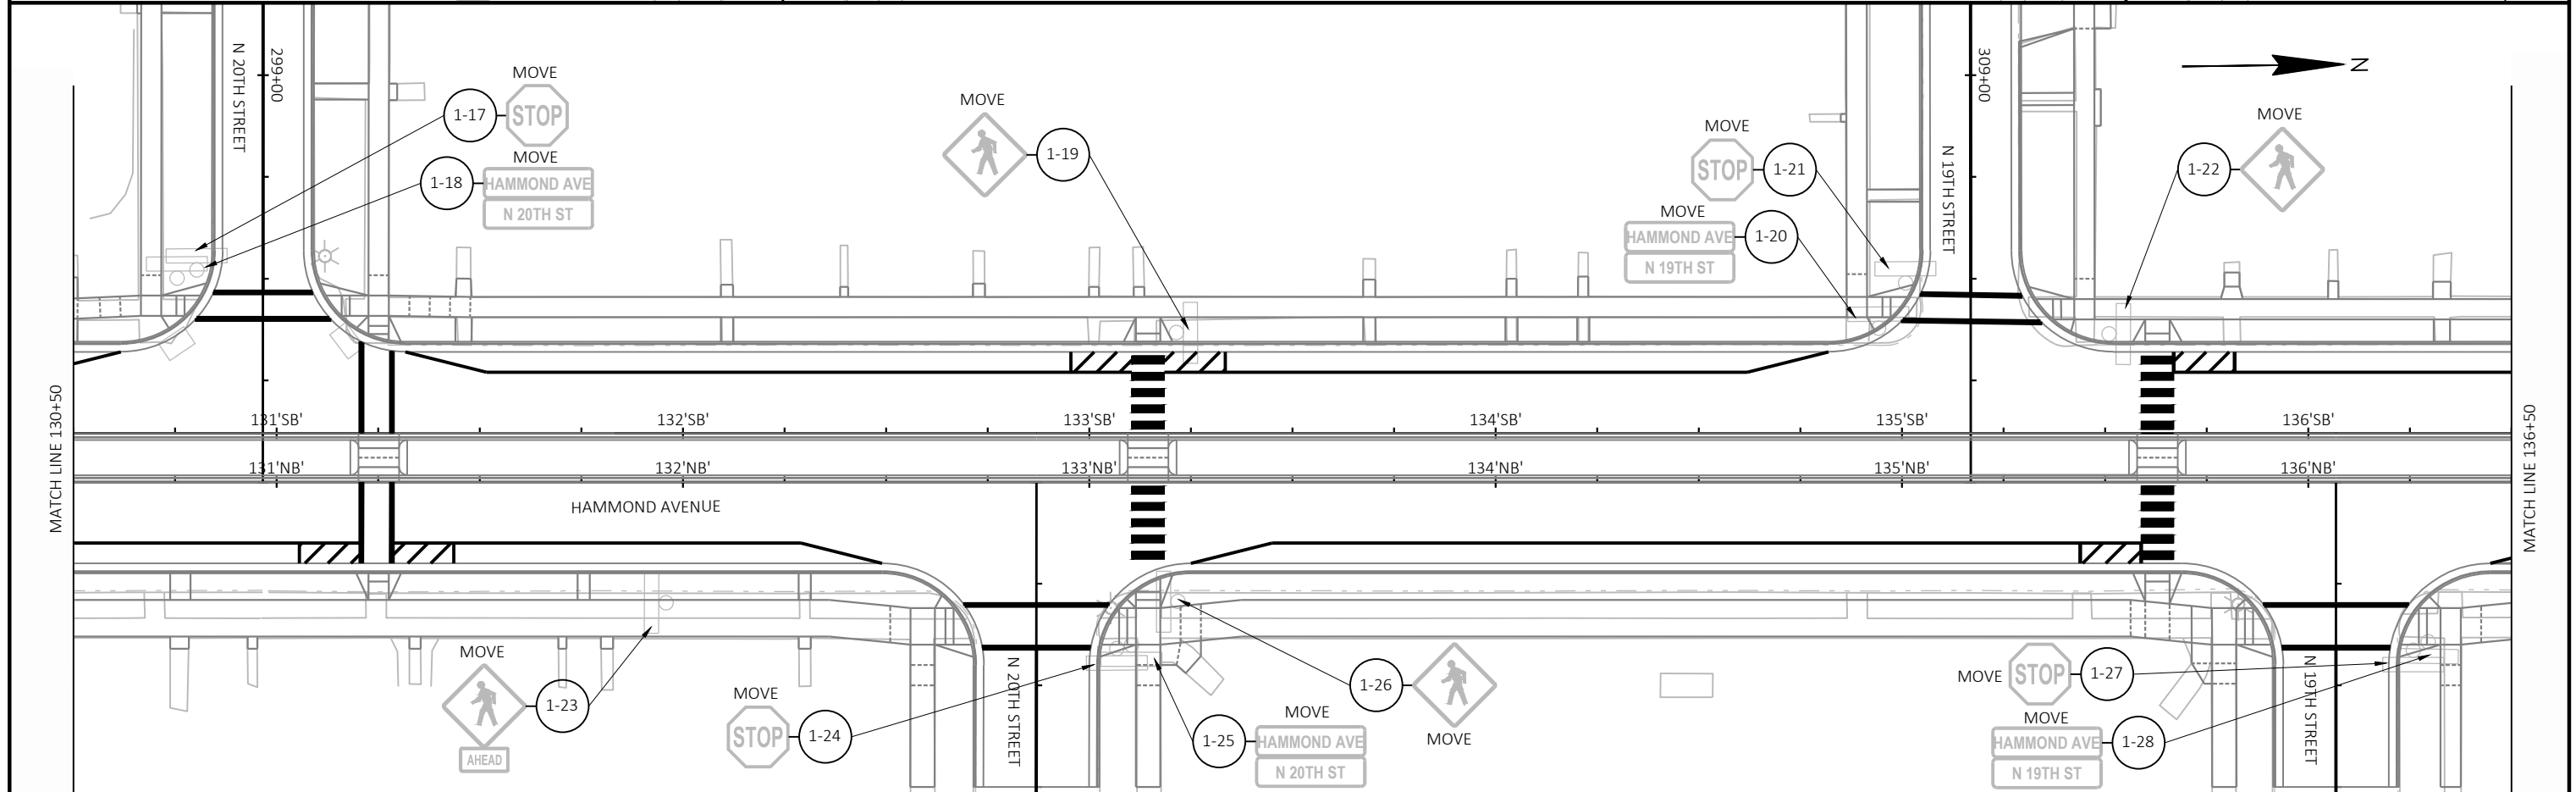 N 20TH STREET
299+00
MOVE
1-17
STOP
MOVE
1-18
HAMMOND AVE
N 20TH ST
MOVE
1-19
MOVE
STOP
1-21
MOVE
HAMMOND AVE
1-20
N 19TH ST
N 19TH STREET
309+00
N
MOVE
1-22
MATCH LINE 130+50
131'SB'
132'SB'
133'SB'
134'SB'
135'SB'
136'SB'
131'NB'
132'NB'
133'NB'
134'NB'
135'NB'
136'NB'
HAMMOND AVENUE
MATCH LINE 136+50
MOVE
1-23
AHEAD
MOVE
STOP
1-24
N 20TH STREET
1-25
MOVE
HAMMOND AVE
N 20TH ST
1-26
MOVE
MOVE
STOP
1-27
MOVE
HAMMOND AVE
1-28
N 19TH ST
N 19TH STREET